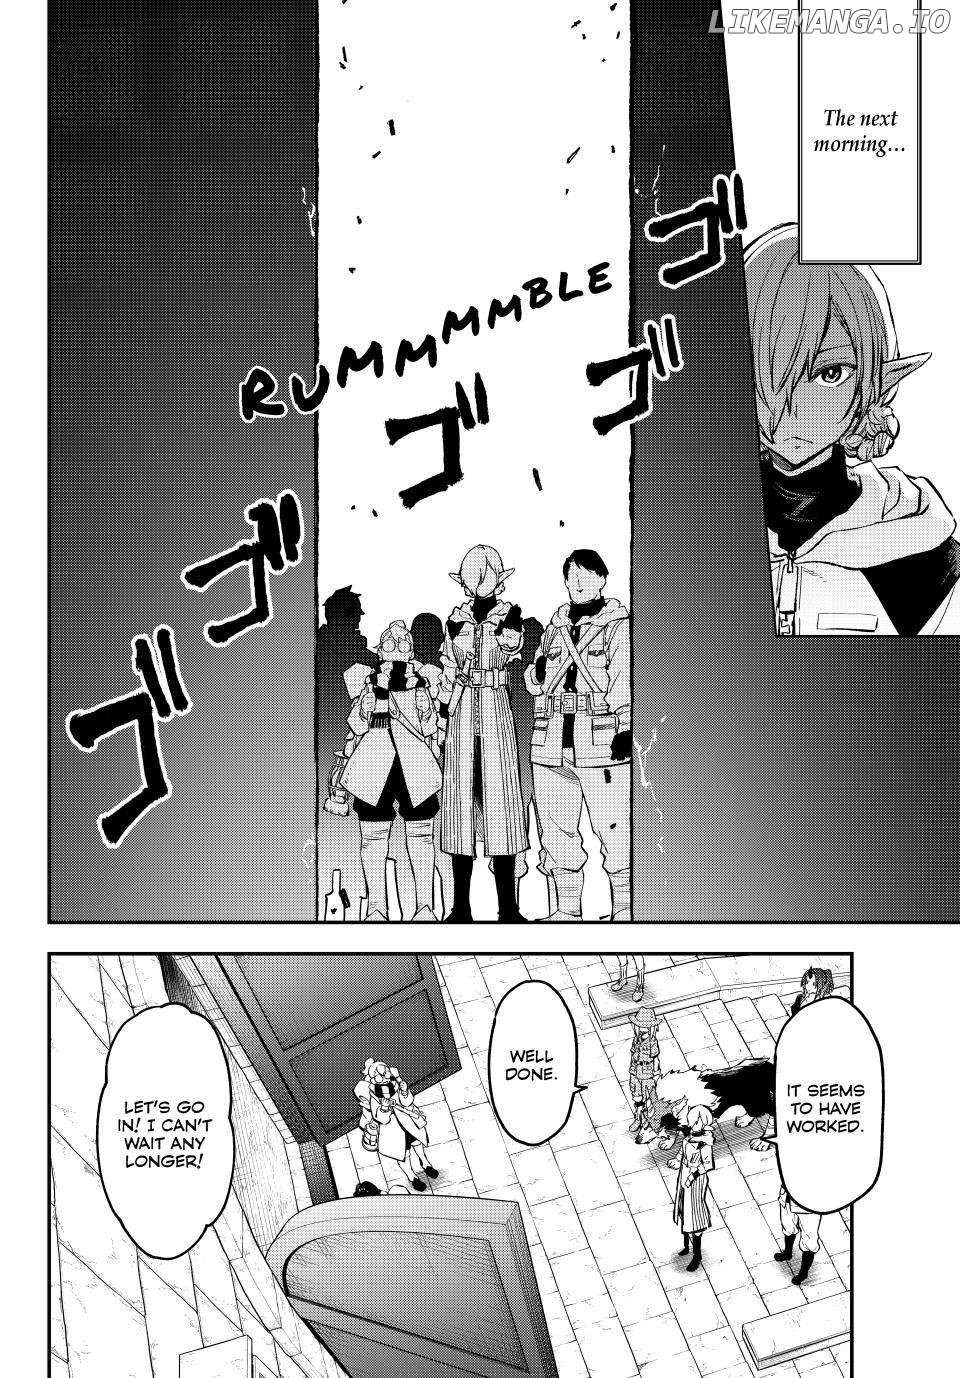 LIKEMANGA.IO
The next
morning...
RUMMMMMBLE
ゴ
ゴ
ゴ
ゴ
ゴ
IT SEEMS
TO HAVE
WORKED.
WELL
DONE.
LET'S GO
IN! I CAN'T
WAIT ANY
LONGER!